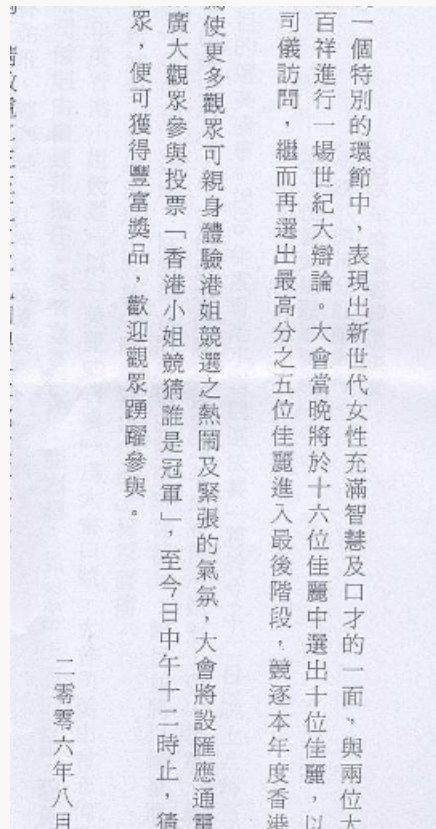 一個特別的環節中，表現出新世代女性充滿智慧及口才的一面，與兩位大
百祥進行一場世紀大辯論。大會當晚將於十六位佳麗中選出十位佳麗，以
司儀訪問，繼而再選出最高分之五位佳麗進入最後階段，競逐本年度香港
使更多觀眾可親身體驗港姐競選之熱鬧及緊張的氣氛，大會將設匯應通電
廣大觀眾參與投票「香港小姐競猜誰是冠軍」，至今日中午十二時止，猜
眾，便可獲得豐富獎品，歡迎觀眾踴躍參與。
二零零六年八月